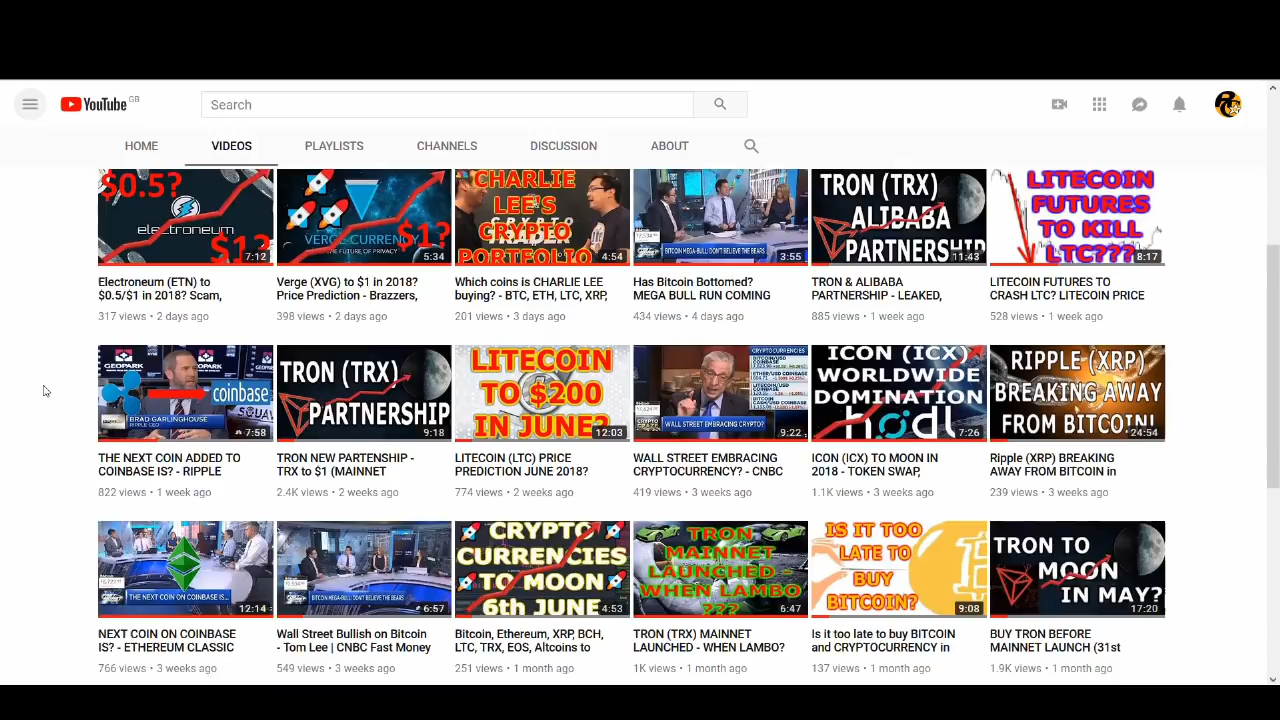 YouTube GB
Search
HOME VIDEOS PLAYLISTS CHANNELS DISCUSSION ABOUT
$0.5?
electroneum
$1?
7:12
VERGE CURRENCY
THE FUTURE OF PRIVACY
$1?
5:34
CHARLIE
LEE'S
CRYPTO
TRADER
PORTFOLIO
4:54
BITCOIN MEGA-BULL: DON'T BELIEVE THE BEARS
3:55
TRON (TRX)
ALIBABA
PARTNERSHIP
11:43
LITECOIN
FUTURES
TO KILL
LTC???
8:17
Electroneum (ETN) to
$0.5/$1 in 2018? Scam,
317 views • 2 days ago
Verge (XVG) to $1 in 2018?
Price Prediction - Brazzers,
398 views • 2 days ago
Which coins is CHARLIE LEE
buying? - BTC, ETH, LTC, XRP,
201 views • 3 days ago
Has Bitcoin Bottomed?
MEGA BULL RUN COMING
434 views • 4 days ago
TRON & ALIBABA
PARTNERSHIP - LEAKED,
885 views • 1 week ago
LITECOIN FUTURES TO
CRASH LTC? LITECOIN PRICE
528 views • 1 week ago
GEOPARK
coinbase
BRAD GARLINGHOUSE
RIPPLE CEO
7:58
TRON (TRX)
PARTNERSHIP
9:18
LITECOIN
TO $200
IN JUNE?
12:03
CRYPTOCURRENCIES
WALL STREET EMBRACING CRYPTO?
9:22
ICON (ICX)
WORLDWIDE
DOMINATION
hodl
7:26
RIPPLE (XRP)
BREAKING AWAY
FROM BITCOIN!
24:54
THE NEXT COIN ADDED TO
COINBASE IS? - RIPPLE
822 views • 1 week ago
TRON NEW PARTENSHIP -
TRX to $1 (MAINNET
2.4K views • 2 weeks ago
LITECOIN (LTC) PRICE
PREDICTION JUNE 2018?
774 views • 2 weeks ago
WALL STREET EMBRACING
CRYPTOCURRENCY? - CNBC
419 views • 3 weeks ago
ICON (ICX) TO MOON IN
2018 - TOKEN SWAP,
1.1K views • 3 weeks ago
Ripple (XRP) BREAKING
AWAY FROM BITCOIN in
239 views • 3 weeks ago
THE NEXT COIN ON COINBASE IS...
12:14
BITCOIN MEGA-BULL: DON'T BELIEVE THE BEARS
6:57
CRYPTO
CURRENCIES
TO MOON
6th JUNE
4:53
TRON
MAINNET
LAUNCHED
WHEN LAMBO
???
6:47
IS IT TOO
LATE TO
BUY
BITCOIN?
9:08
TRON TO
MOON
IN MAY?
17:20
NEXT COIN ON COINBASE
IS? - ETHEREUM CLASSIC
766 views • 3 weeks ago
Wall Street Bullish on Bitcoin
- Tom Lee | CNBC Fast Money
549 views • 3 weeks ago
Bitcoin, Ethereum, XRP, BCH,
LTC, TRX, EOS, Altcoins to
251 views • 1 month ago
TRON (TRX) MAINNET
LAUNCHED - WHEN LAMBO?
1K views • 1 month ago
Is it too late to buy BITCOIN
and CRYPTOCURRENCY in
137 views • 1 month ago
BUY TRON BEFORE
MAINNET LAUNCH (31st
1.9K views • 1 month ago